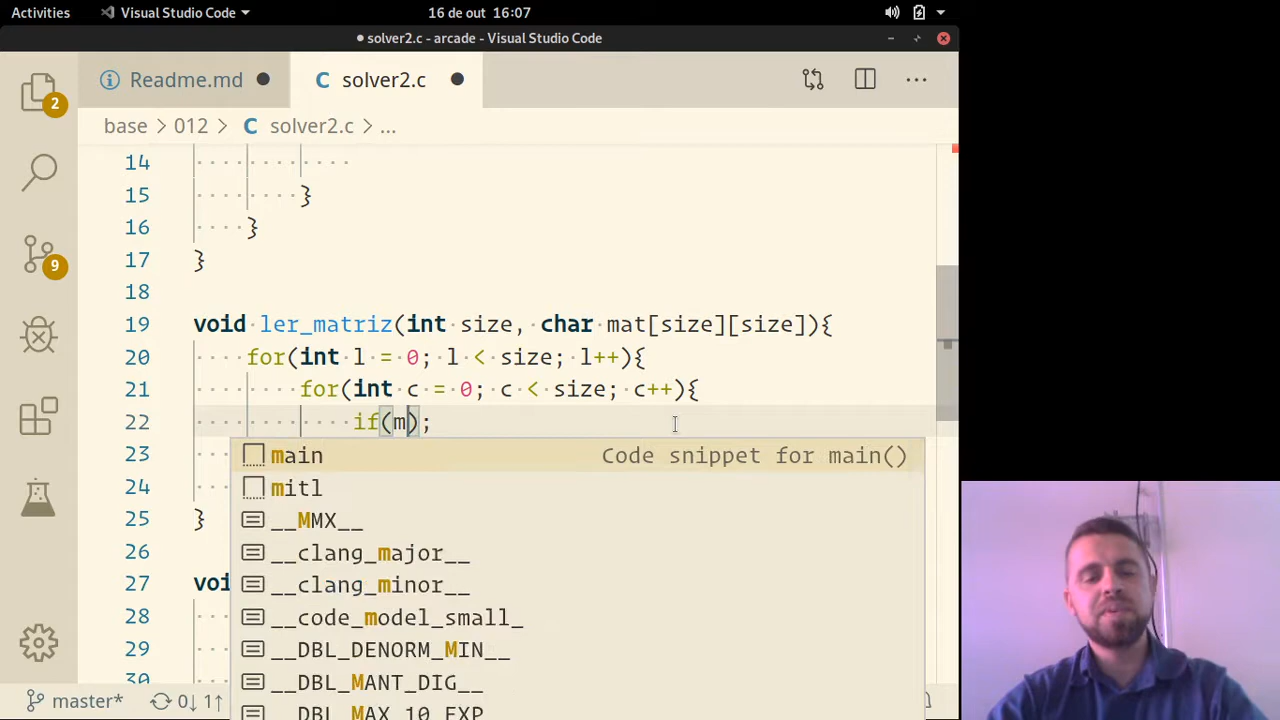 Activities Visual Studio Code 16 de out 16:07
● solver2.c - arcade - Visual Studio Code
Readme.md ● C solver2.c ● ...
base > 012 > C solver2.c > ...
2
9
14
15 }
16 }
17 }
18
19 void ler_matriz(int size, char mat[size][size]){
20 for(int l = 0; l < size; l++){
21 for(int c = 0; c < size; c++){
22 if(m);
23 main Code snippet for main()
24 mitl
25 } __MMX__
26 __clang_major__
27 voi __clang_minor__
28 __code_model_small_
29 __DBL_DENORM_MIN__
30 __DBL_MANT_DIG__
__DBL_MAX_10_EXP
master* 0↓ 1↑